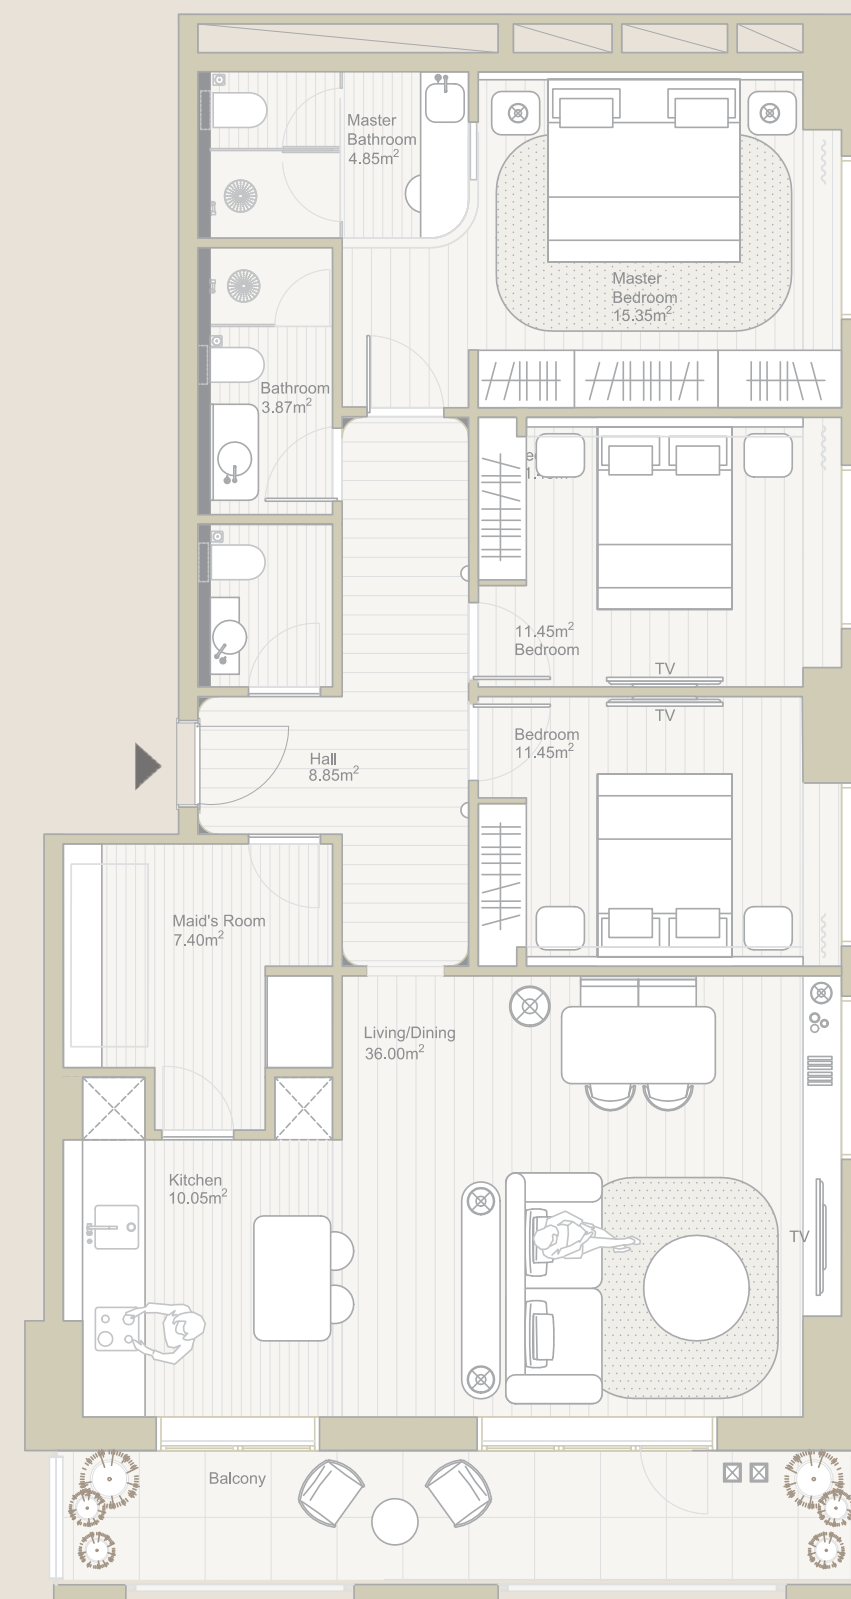 Master
Bathroom
4.85m²
Master
Bedroom
15.35m²
Bathroom
3.87m²
11.45m²
Bedroom
TV
TV
Bedroom
11.45m²
Hall
8.85m²
Maid's Room
7.40m²
Living/Dining
36.00m²
Kitchen
10.05m²
TV
Balcony